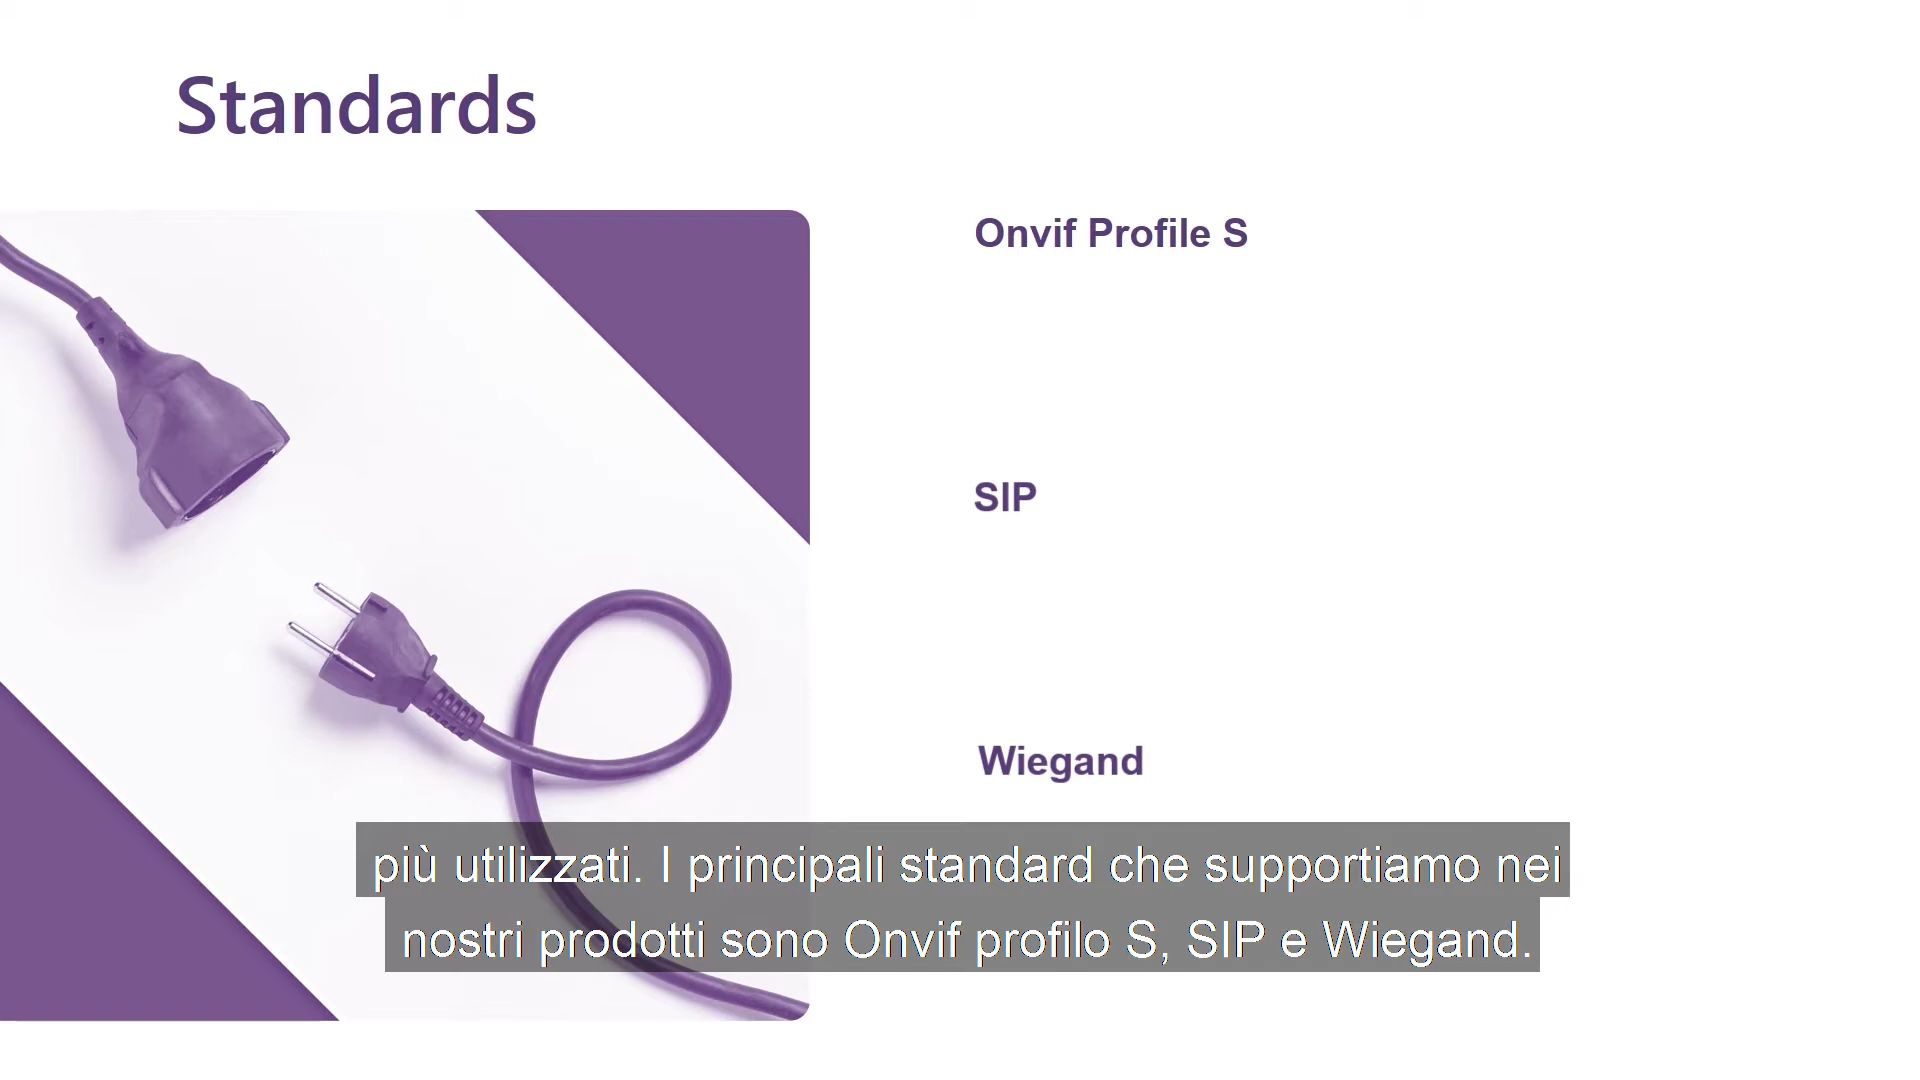 Standards
Onvif Profile S
SIP
Wiegand
più utilizzati. I principali standard che supportiamo nei
nostri prodotti sono Onvif profilo S, SIP e Wiegand.